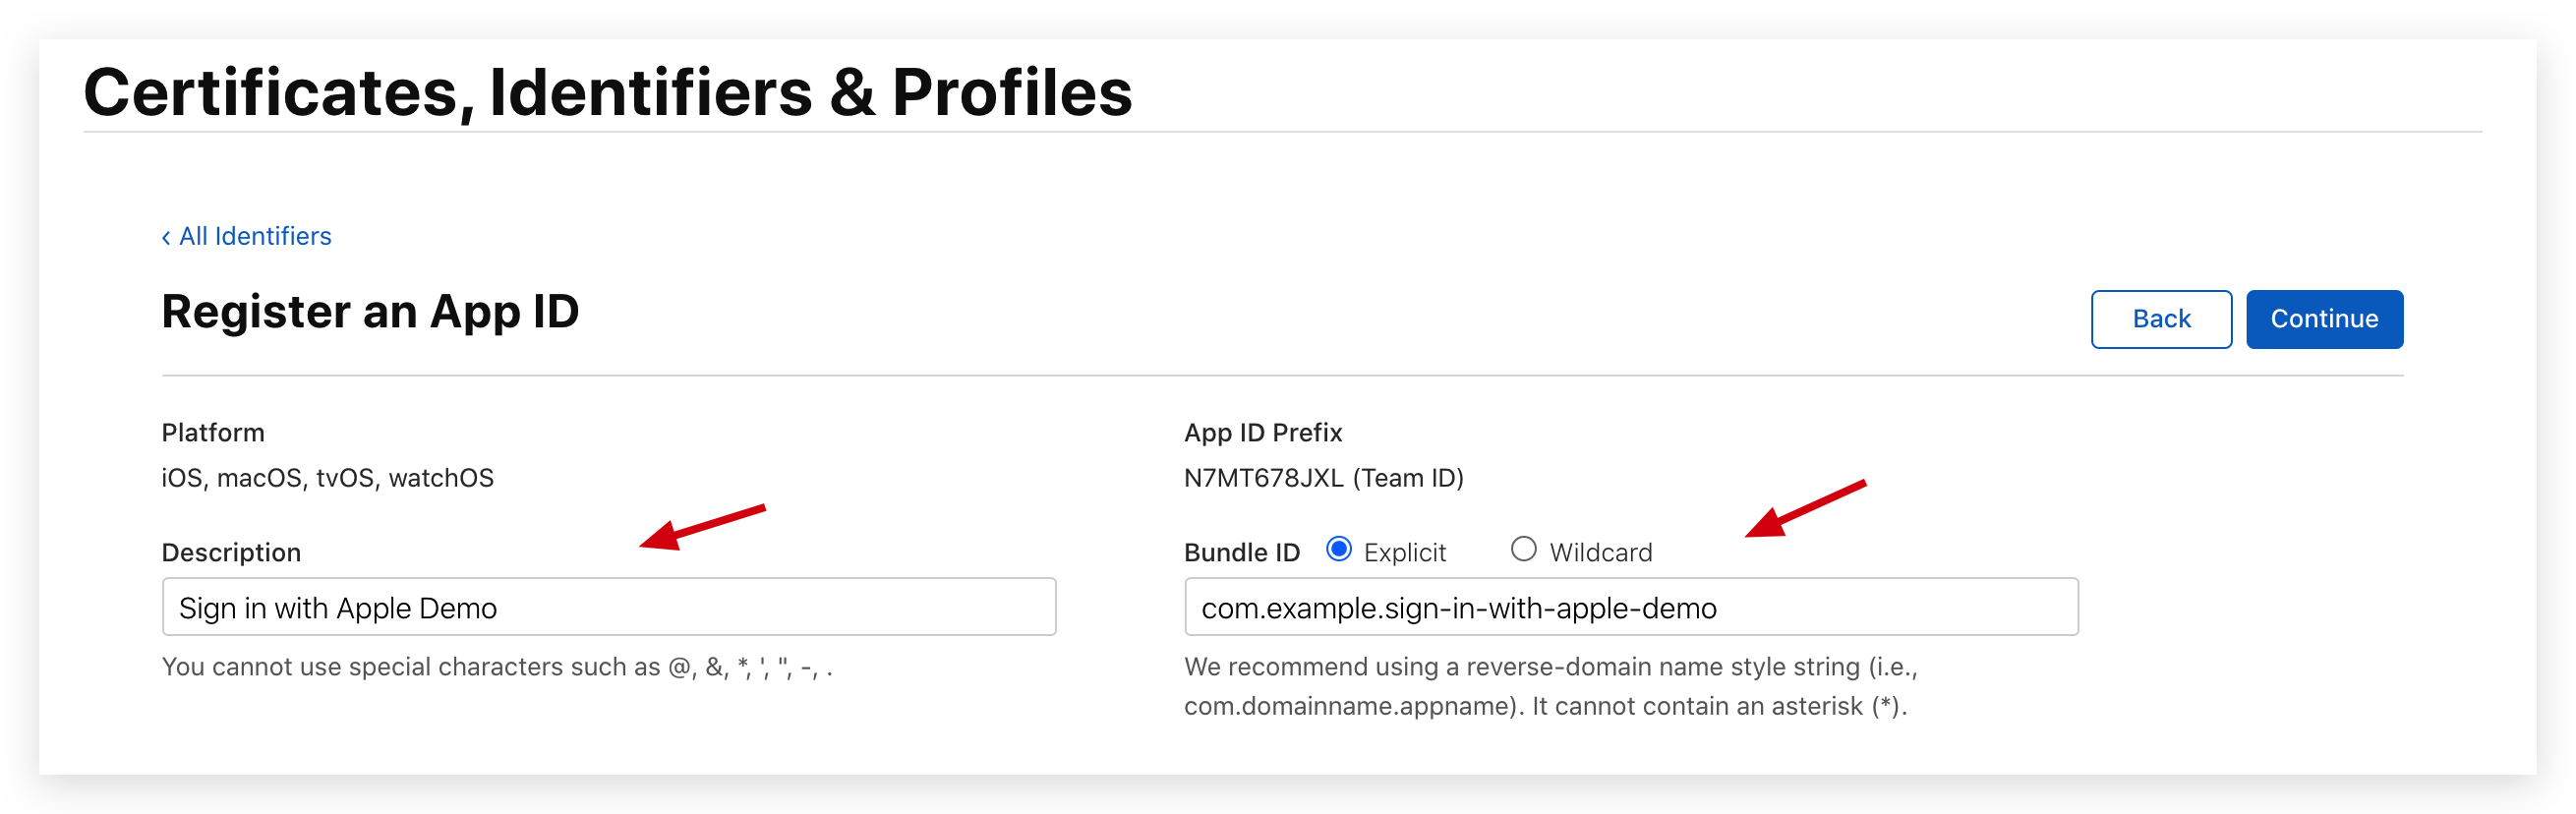 Certificates, Identifiers & Profiles
‹ All Identifiers
Register an App ID
Back
Continue
Platform
iOS, macOS, tvOS, watchOS
App ID Prefix
N7MT678JXL (Team ID)
Description
Sign in with Apple Demo
You cannot use special characters such as @, &, *, ', ", -, .
Bundle ID Explicit Wildcard
com.example.sign-in-with-apple-demo
We recommend using a reverse-domain name style string (i.e.,
com.domainname.appname). It cannot contain an asterisk (*).